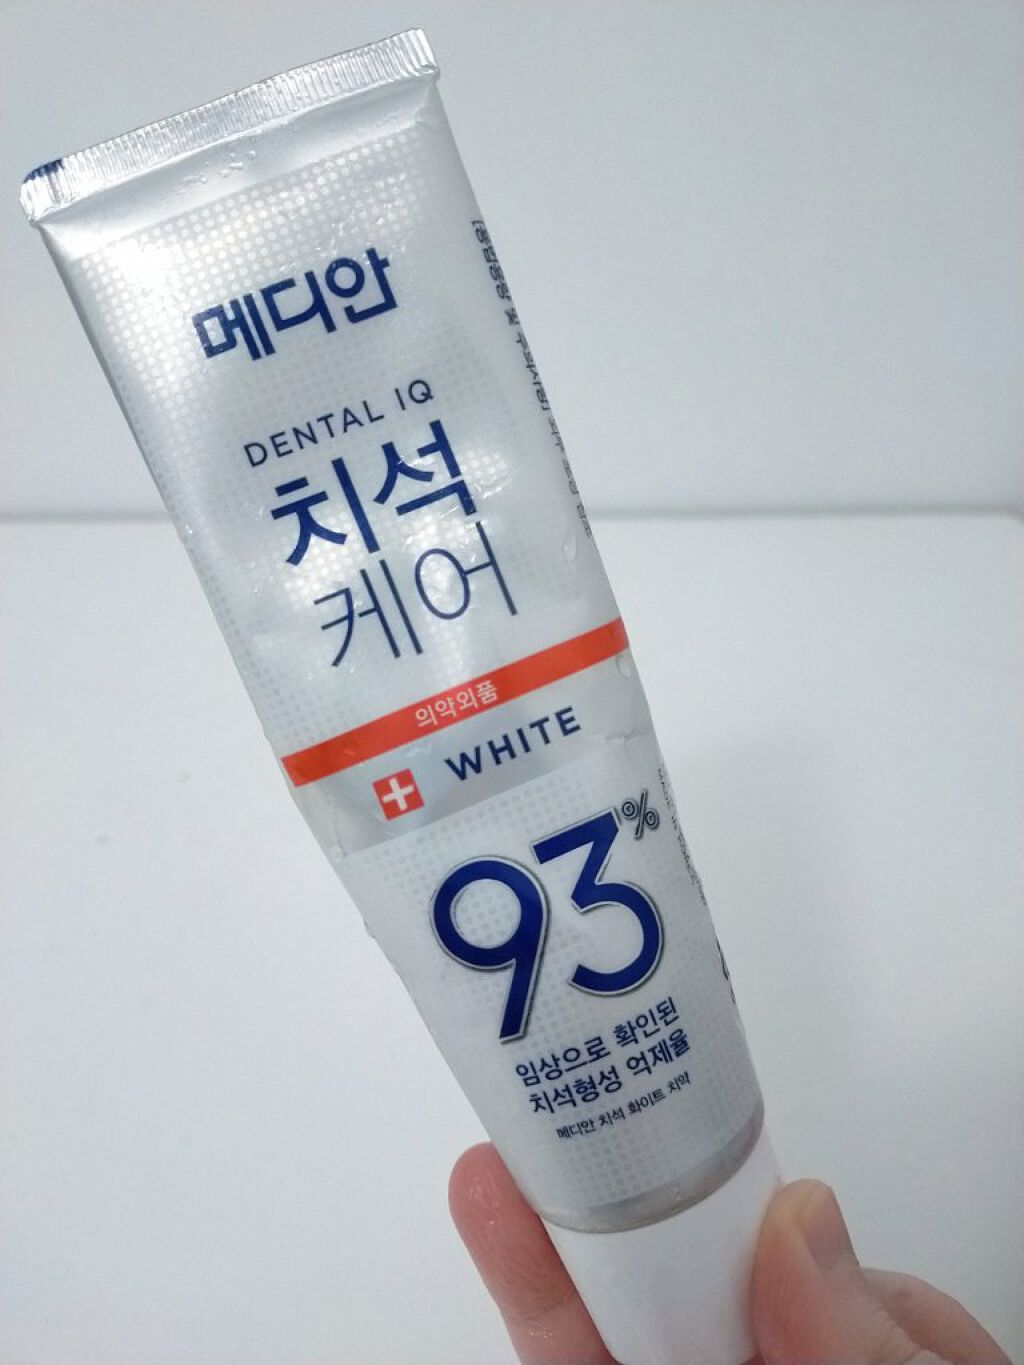 메디안
DENTAL IQ
치석
케어
의약외품
WHITE
93%
임상으로 확인된
치석형성 억제율
메디안 치석 화이트 치약